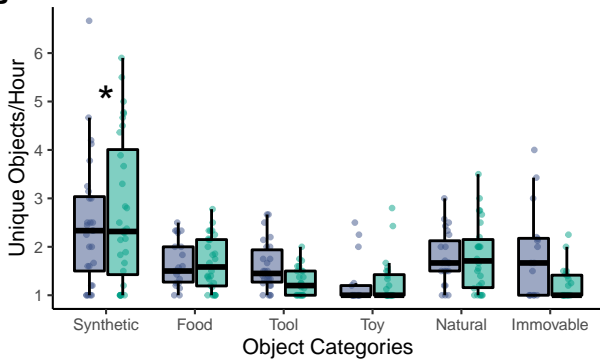 6
5
*
4
3
2
1
Unique Objects/Hour
Synthetic Food Tool Toy Natural Immovable
Object Categories